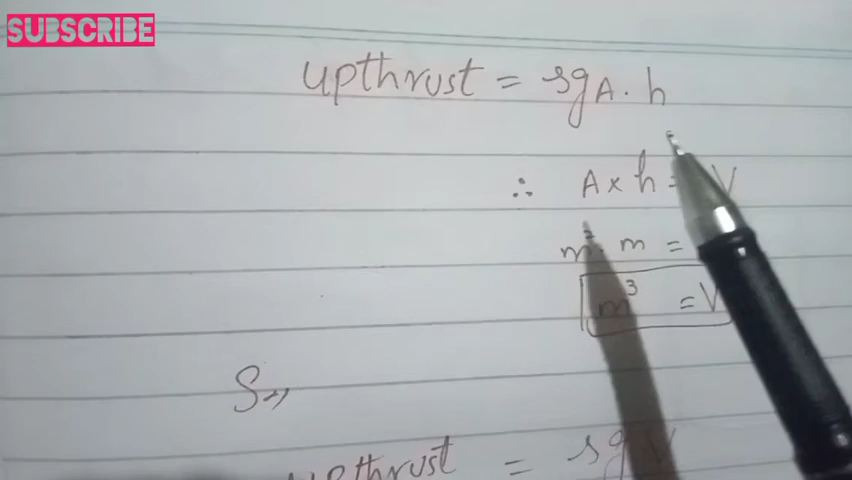 SUBSCRIBE
upthrust = ρgA.h
∴ A x h = V
m². m =
m³ = V
So,
upthrust = ρgV